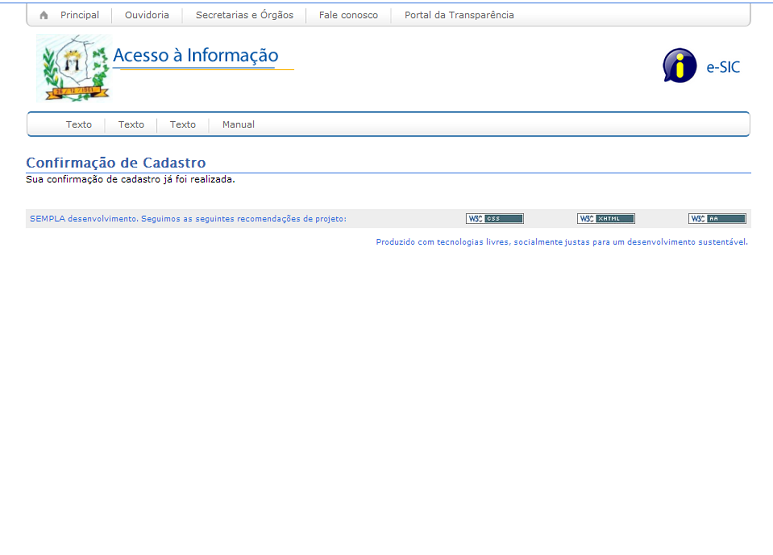 Principal Ouvidoria Secretarias e Órgãos Fale conosco Portal da Transparência
Acesso à Informação
e-SIC
Texto Texto Texto Manual
Confirmação de Cadastro
Sua confirmação de cadastro já foi realizada.
SEMPLA desenvolvimento. Seguimos as seguintes recomendações de projeto: W3C CSS W3C XHTML W3C AA
Produzido com tecnologias livres, socialmente justas para um desenvolvimento sustentável.